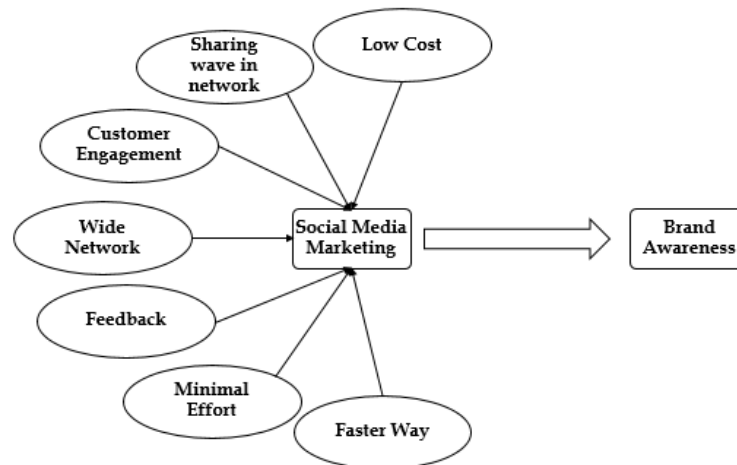 Sharing
wave in
network
Low Cost
Customer
Engagement
Wide
Network
Social Media
Marketing
Brand
Awareness
Feedback
Minimal
Effort
Faster Way